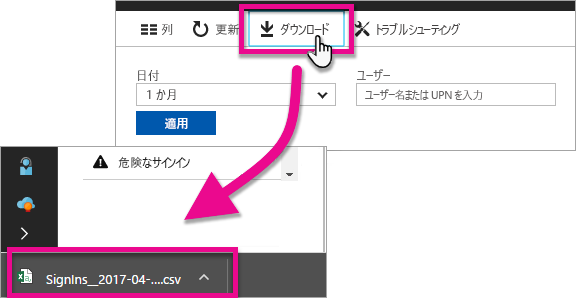 列 更新 ダウンロード トラブルシューティング
日付 ユーザー
1 か月 ユーザー名または UPN を入力
適用
危険なサインイン
SignIns__2017-04-....csv